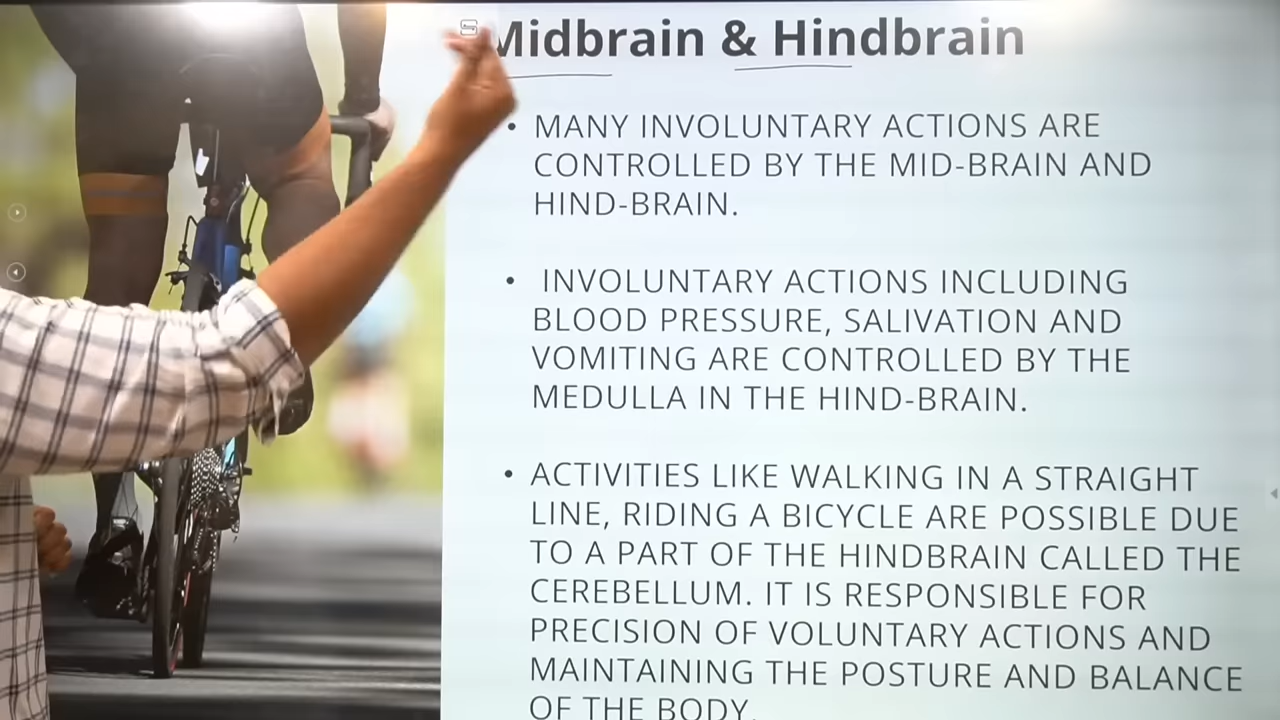 Midbrain & Hindbrain
• MANY INVOLUNTARY ACTIONS ARE
CONTROLLED BY THE MID-BRAIN AND
HIND-BRAIN.
• INVOLUNTARY ACTIONS INCLUDING
BLOOD PRESSURE, SALIVATION AND
VOMITING ARE CONTROLLED BY THE
MEDULLA IN THE HIND-BRAIN.
• ACTIVITIES LIKE WALKING IN A STRAIGHT
LINE, RIDING A BICYCLE ARE POSSIBLE DUE
TO A PART OF THE HINDBRAIN CALLED THE
CEREBELLUM. IT IS RESPONSIBLE FOR
PRECISION OF VOLUNTARY ACTIONS AND
MAINTAINING THE POSTURE AND BALANCE
OF THE BODY.